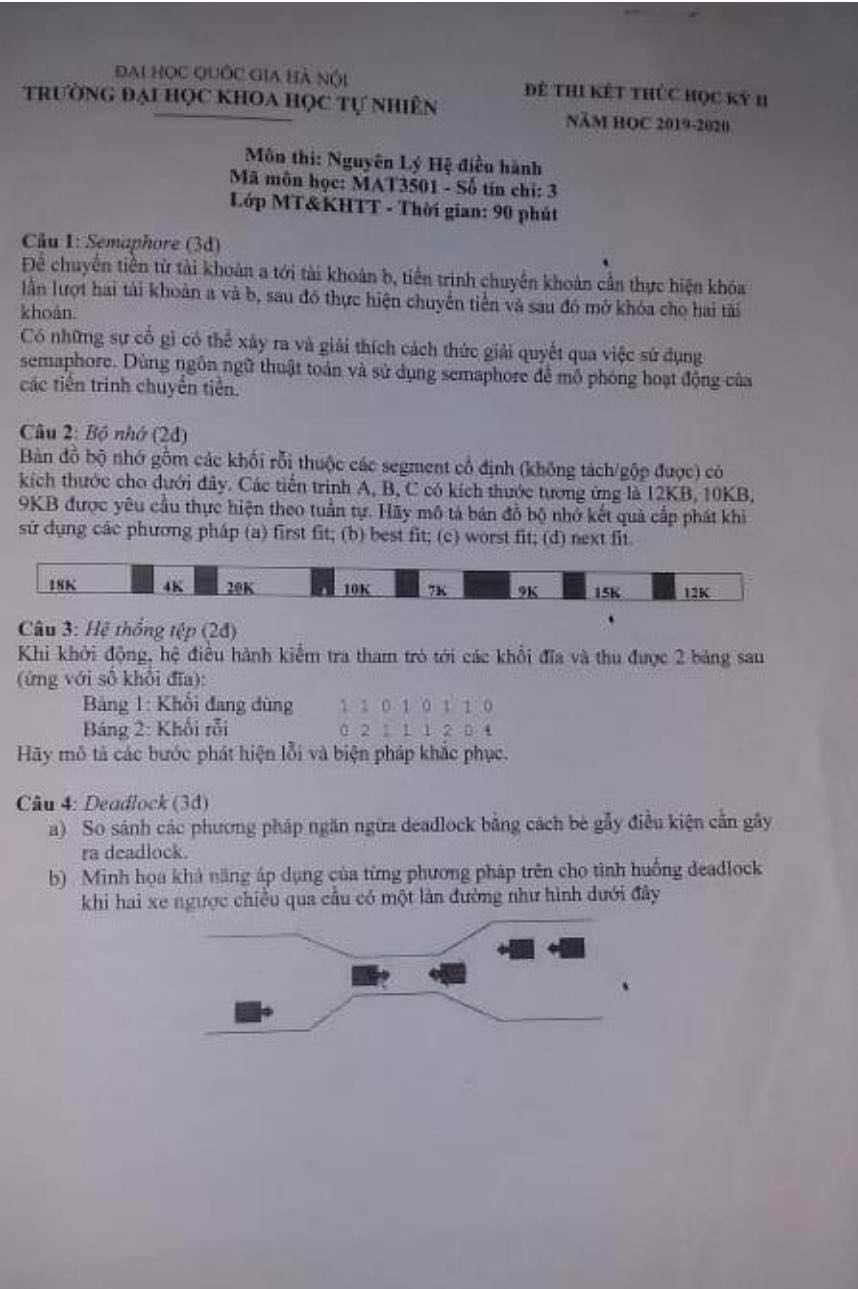 ĐẠI HỌC QUỐC GIA HÀ NỘI
TRƯỜNG ĐẠI HỌC KHOA HỌC TỰ NHIÊN
ĐỀ THI KẾT THÚC HỌC KỲ II
NĂM HỌC 2019-2020
Môn thi: Nguyên Lý Hệ điều hành
Mã môn học: MAT3501 - Số tín chỉ: 3
Lớp MT&KHTT - Thời gian: 90 phút
Câu 1: Semaphore (3đ)
Để chuyển tiền từ tài khoản a tới tài khoản b, tiến trình chuyển khoản cần thực hiện khóa
lần lượt hai tài khoản a và b, sau đó thực hiện chuyển tiền và sau đó mở khóa cho hai tài
khoản.
Có những sự cố gì có thể xảy ra và giải thích cách thức giải quyết qua việc sử dụng
semaphore. Dùng ngôn ngữ thuật toán và sử dụng semaphore để mô phỏng hoạt động của
các tiến trình chuyển tiền.
Câu 2: Bộ nhớ (2đ)
Bản đồ bộ nhớ gồm các khối rỗi thuộc các segment cố định (không tách/gộp được) có
kích thước cho dưới đây. Các tiến trình A, B, C có kích thước tương ứng là 12KB, 10KB,
9KB được yêu cầu thực hiện theo tuần tự. Hãy mô tả bản đồ bộ nhớ kết quả cấp phát khi
sử dụng các phương pháp (a) first fit; (b) best fit; (c) worst fit; (d) next fit.
18K 4K 20K 10K 7K 9K 15K 12K
Câu 3: Hệ thống tệp (2đ)
Khi khởi động, hệ điều hành kiểm tra tham trỏ tới các khối đĩa và thu được 2 bảng sau
(ứng với số khối đĩa):
Bảng 1: Khối đang dùng 1 1 0 1 0 1 1 0
Bảng 2: Khối rỗi 0 2 1 1 1 2 0 4
Hãy mô tả các bước phát hiện lỗi và biện pháp khắc phục.
Câu 4: Deadlock (3đ)
a) So sánh các phương pháp ngăn ngừa deadlock bằng cách bẻ gẫy điều kiện cần gây
ra deadlock.
b) Minh họa khả năng áp dụng của từng phương pháp trên cho tình huống deadlock
khi hai xe ngược chiều qua cầu có một làn đường như hình dưới đây